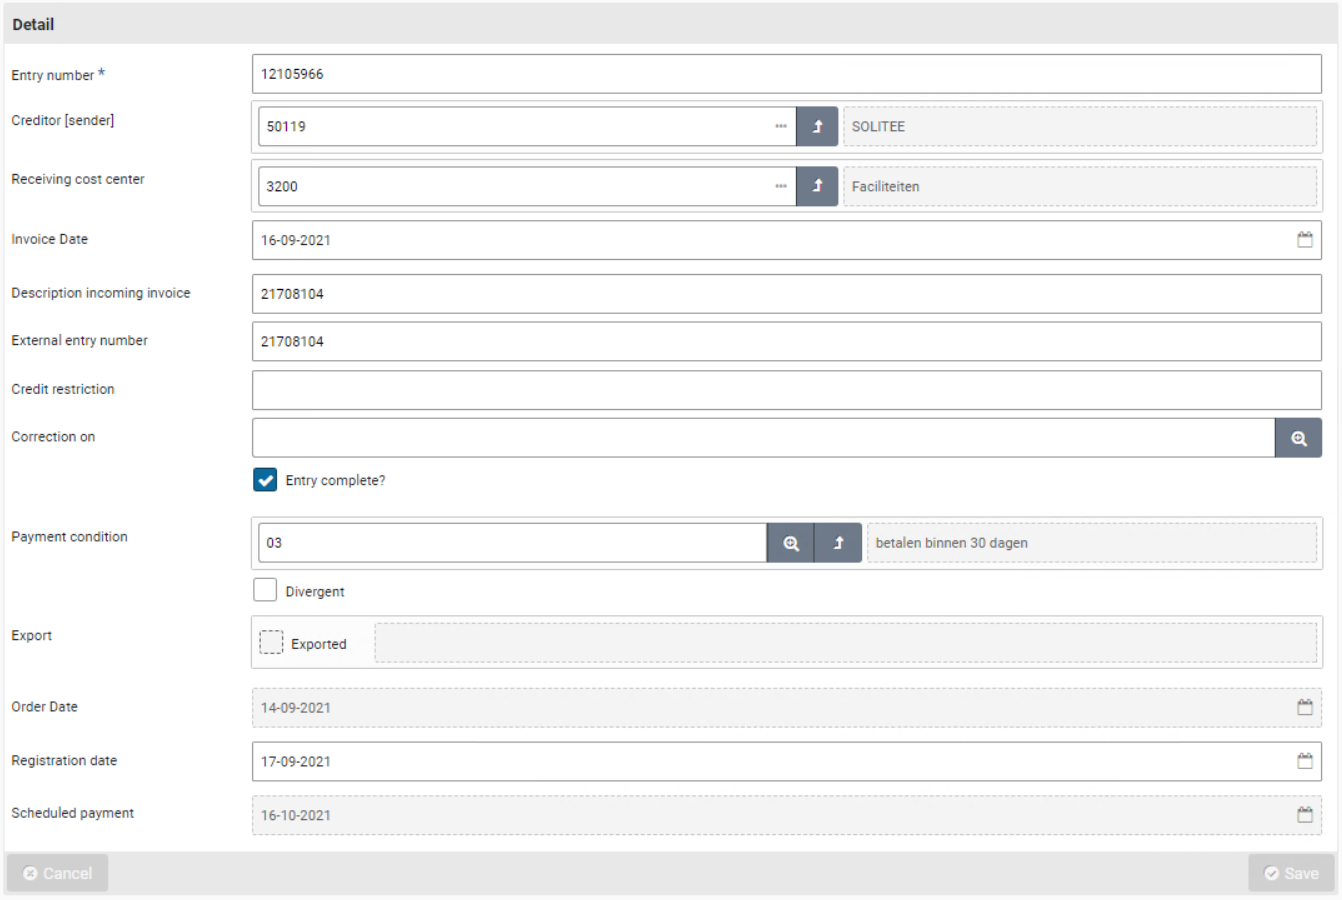 Detail
Entry number *
12105966
Creditor [sender]
50119
SOLITEE
Receiving cost center
3200
Faciliteiten
Invoice Date
16-09-2021
Description incoming invoice
21708104
External entry number
21708104
Credit restriction
Correction on
Entry complete?
Payment condition
03
betalen binnen 30 dagen
Divergent
Export
Exported
Order Date
14-09-2021
Registration date
17-09-2021
Scheduled payment
16-10-2021
Cancel
Save